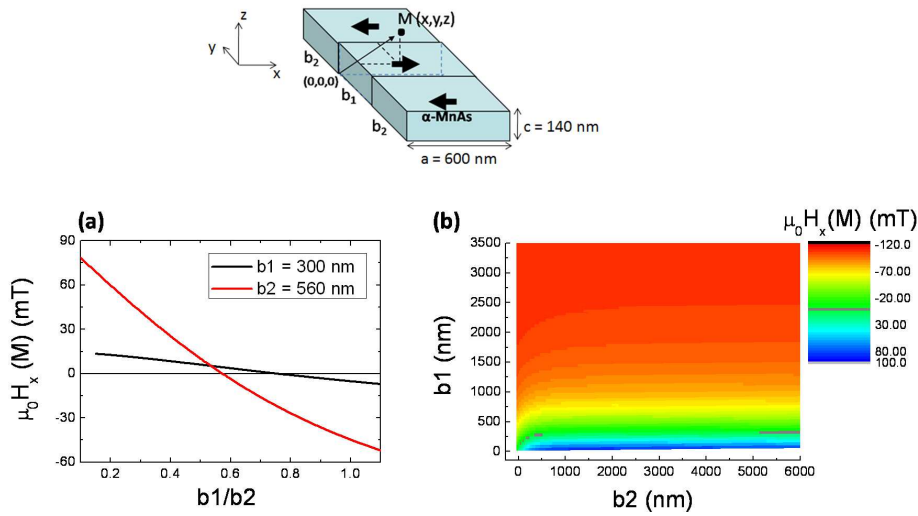 z
y
x
M (x,y,z)
b₂
(0,0,0)
b₁
b₂
α-MnAs
c = 140 nm
a = 600 nm
(a)
μ₀Hₓ (M) (mT)
90
60
30
0
-30
-60
b1 = 300 nm
b2 = 560 nm
0.2 0.4 0.6 0.8 1.0
b1/b2
(b)
μ₀Hₓ(M) (mT)
b1 (nm)
3500
3000
2500
2000
1500
1000
500
0
0 1000 2000 3000 4000 5000 6000
b2 (nm)
-120.0
-70.00
-20.00
30.00
80.00
100.0